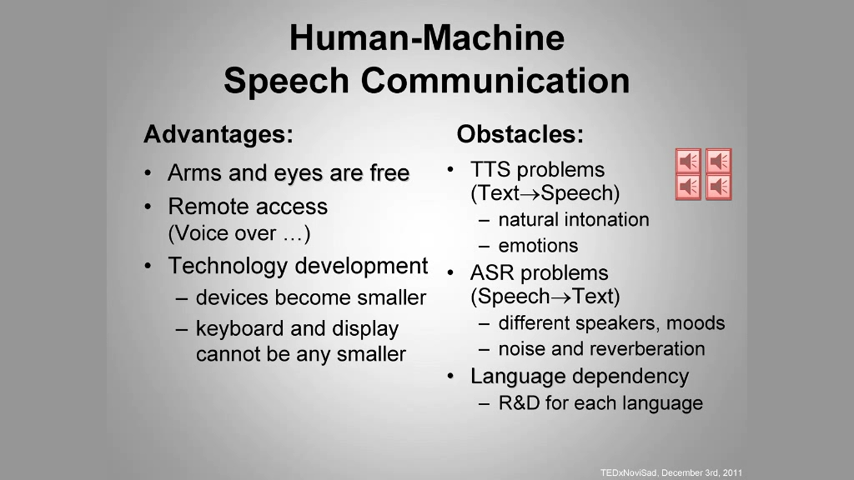 Human-Machine
Speech Communication
Advantages:
• Arms and eyes are free
• Remote access
(Voice over …)
• Technology development
– devices become smaller
– keyboard and display
cannot be any smaller
Obstacles:
• TTS problems
(Text→Speech)
– natural intonation
– emotions
• ASR problems
(Speech→Text)
– different speakers, moods
– noise and reverberation
• Language dependency
– R&D for each language
TEDxNoviSad, December 3rd, 2011